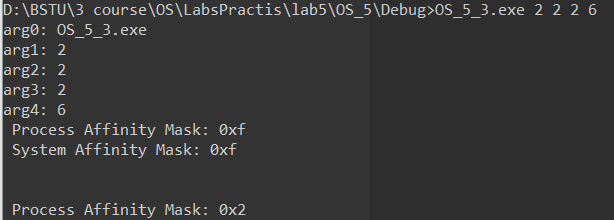 D:\BSTU\3 course\OS\LabsPractis\lab5\OS_5\Debug>OS_5_3.exe 2 2 2 6
arg0: OS_5_3.exe
arg1: 2
arg2: 2
arg3: 2
arg4: 6
Process Affinity Mask: 0xf
System Affinity Mask: 0xf
Process Affinity Mask: 0x2